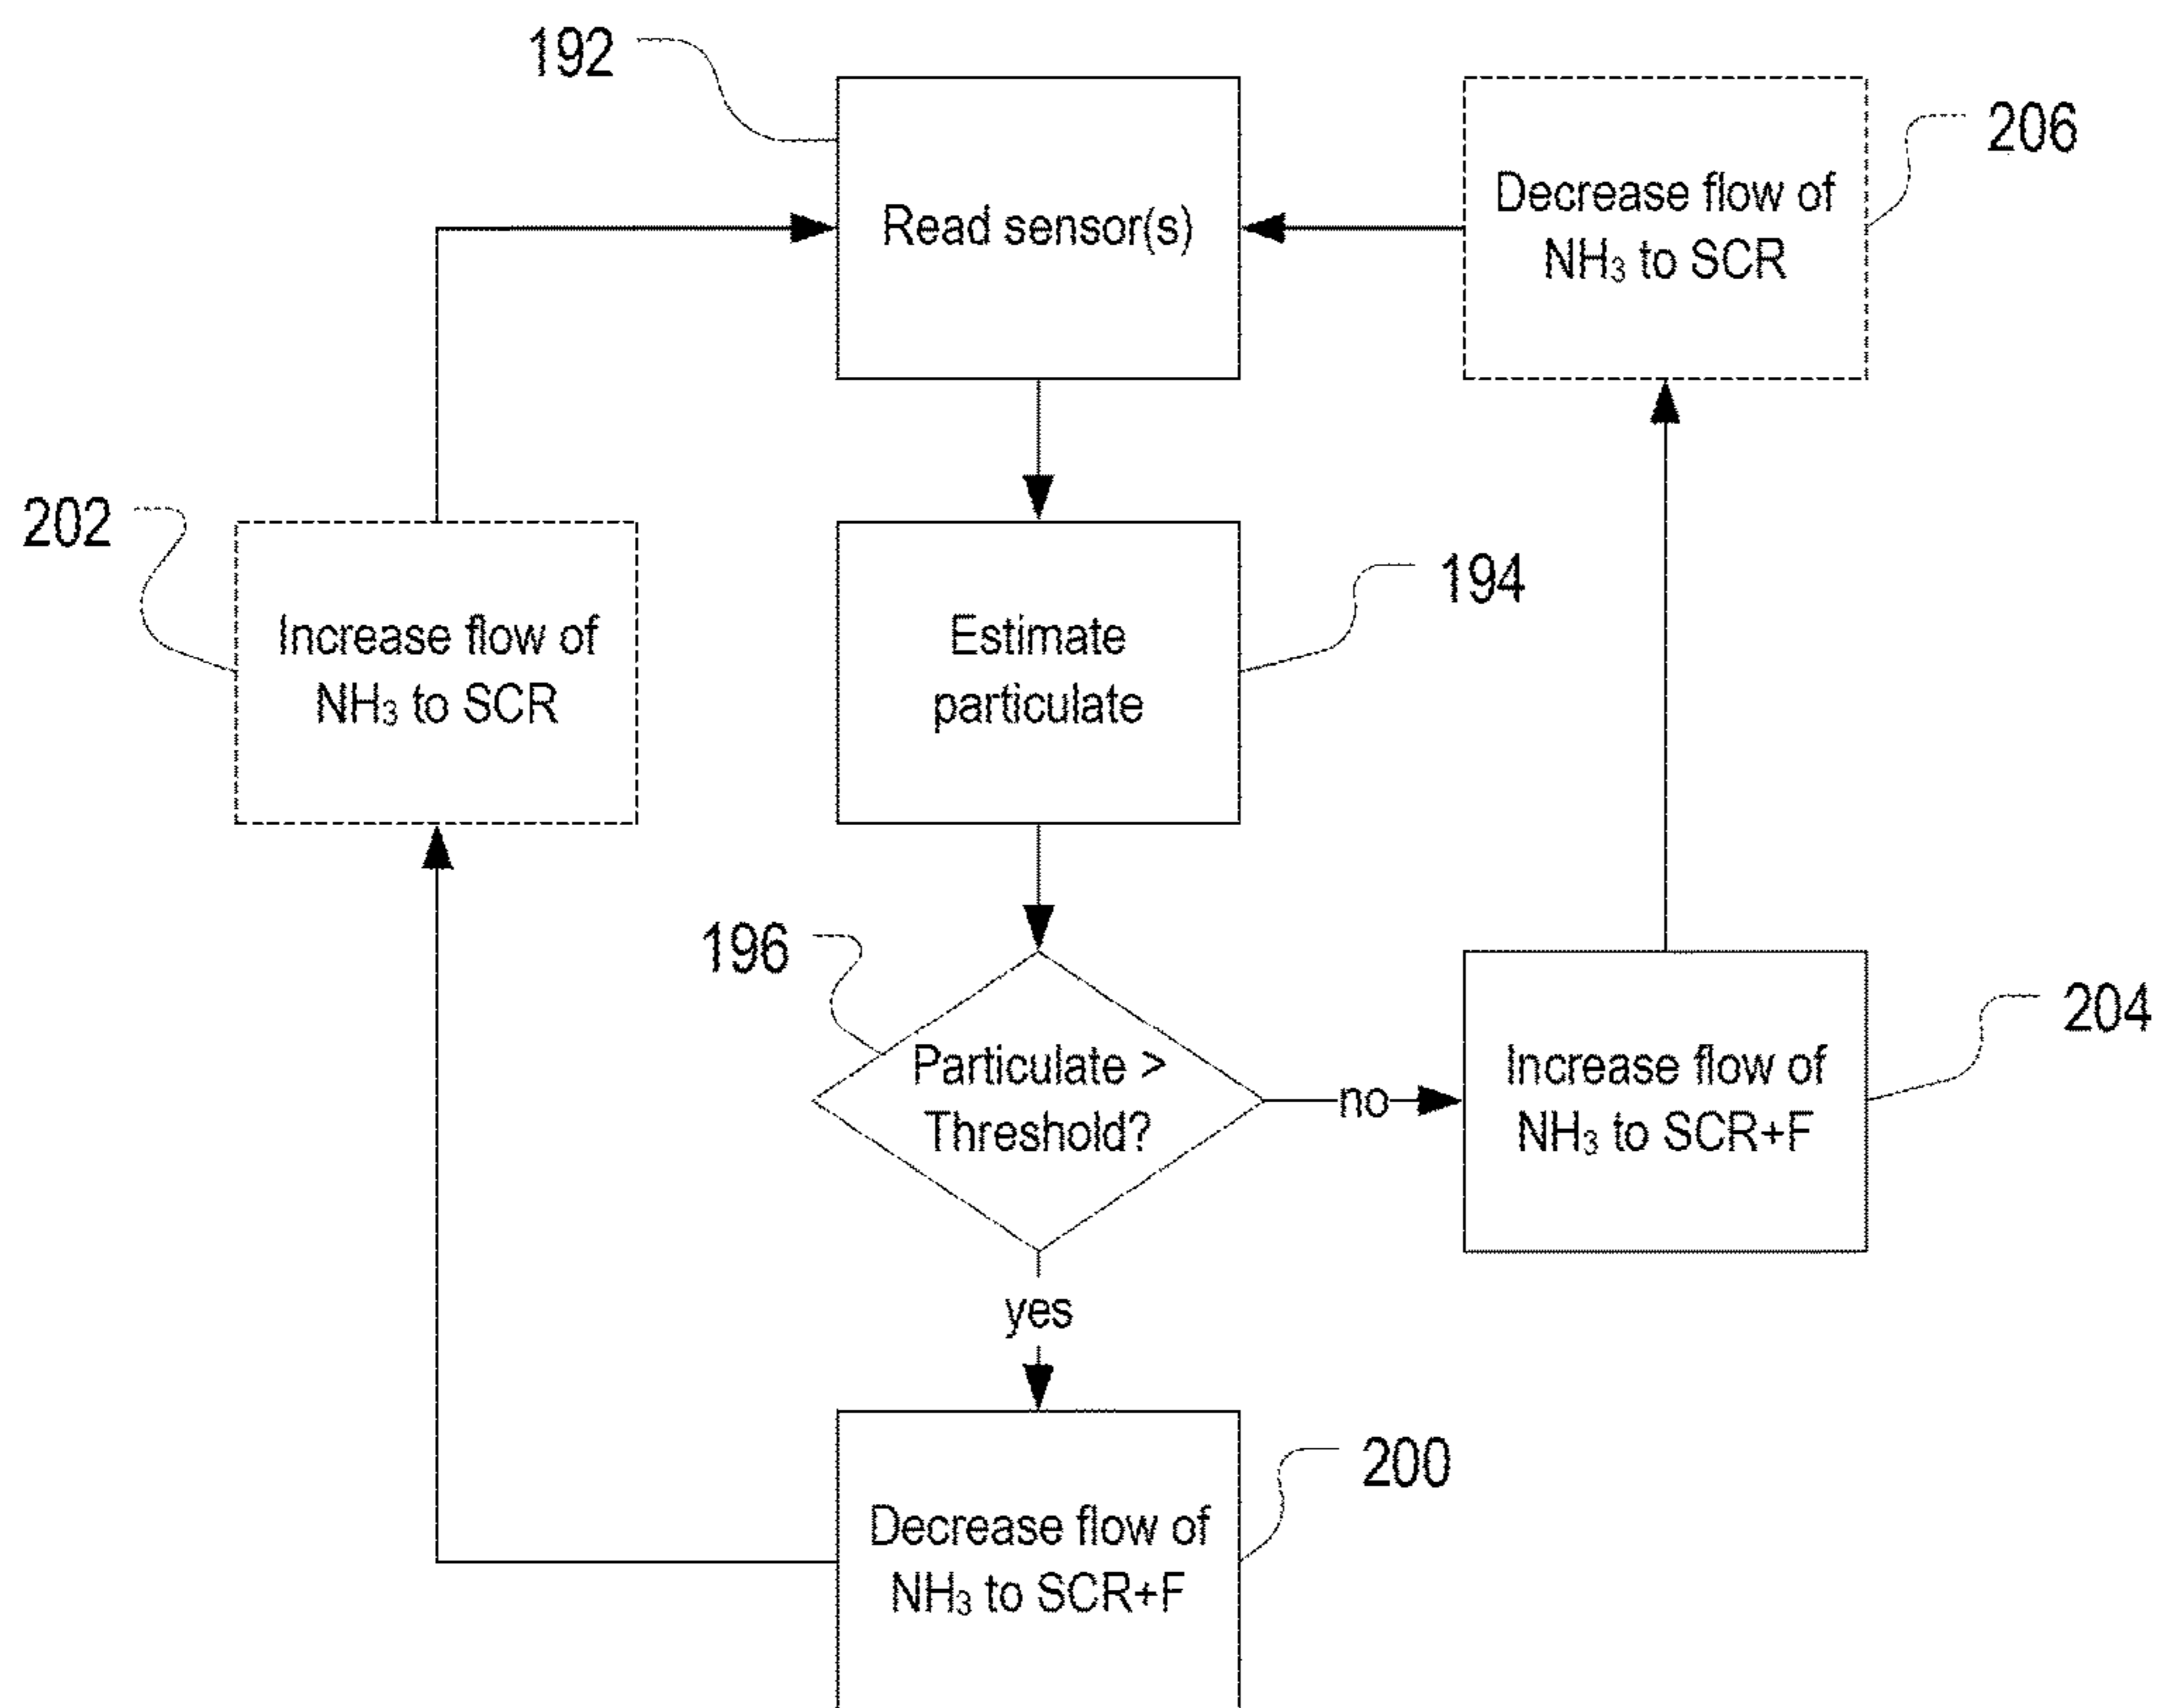 192
Read sensor(s)
206
Decrease flow of
NH₃ to SCR
202
Increase flow of
NH₃ to SCR
194
Estimate
particulate
196
Particulate >
Threshold?
no
204
Increase flow of
NH₃ to SCR+F
yes
200
Decrease flow of
NH₃ to SCR+F